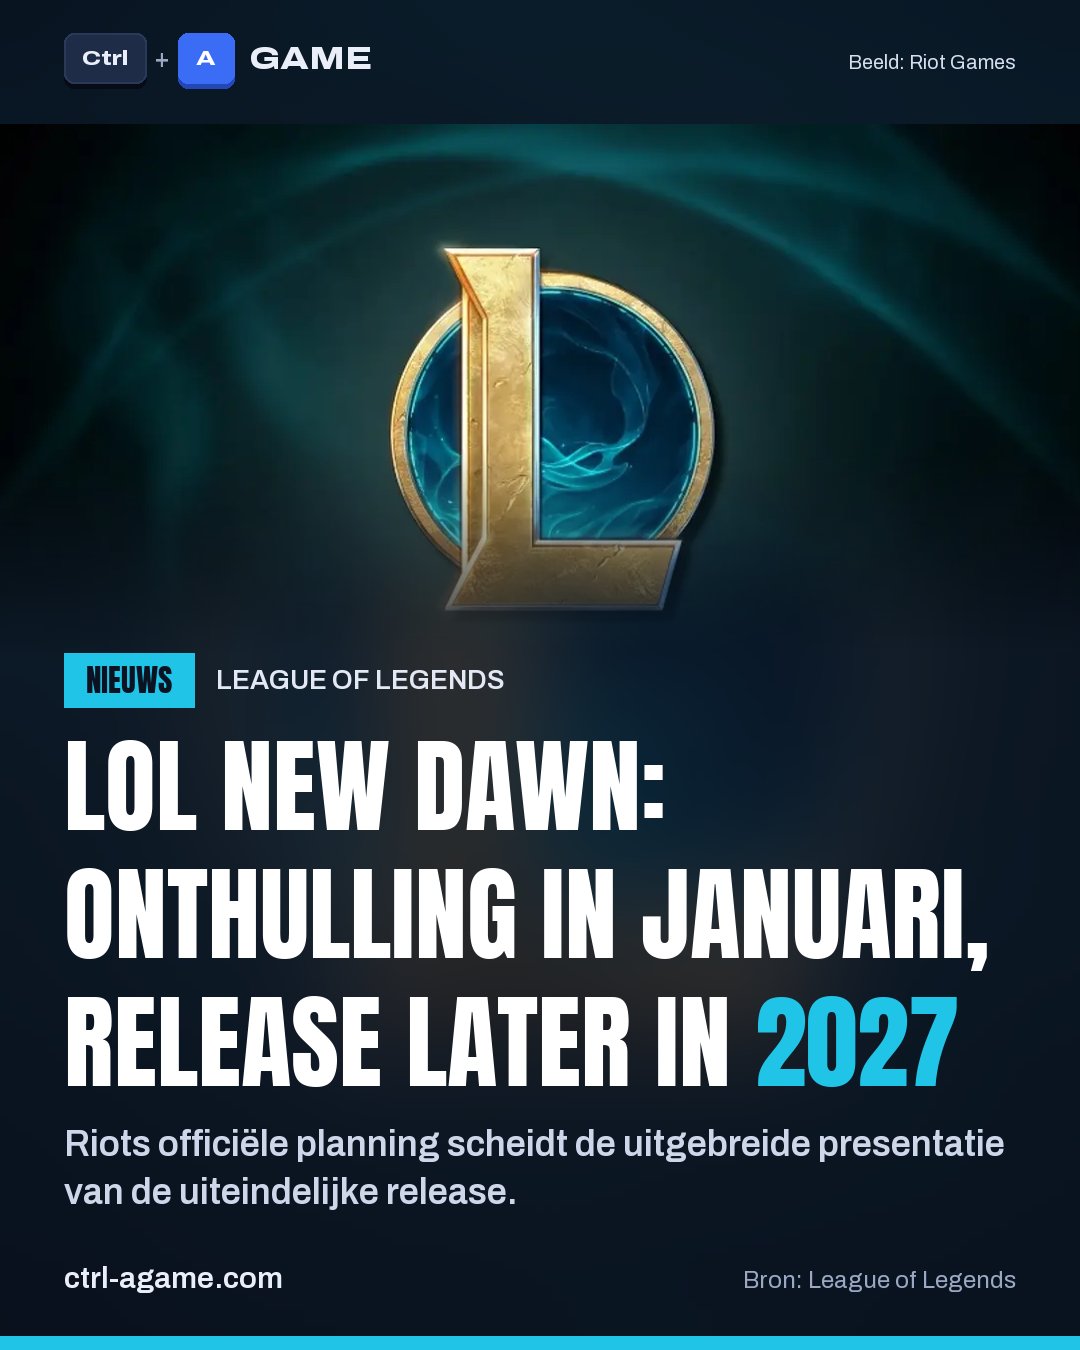 Ctrl + A GAME
Beeld: Riot Games
L
NIEUWS LEAGUE OF LEGENDS
LOL NEW DAWN:
ONTHULLING IN JANUARI,
RELEASE LATER IN 2027
Riots officiële planning scheidt de uitgebreide presentatie
van de uiteindelijke release.
ctrl-agame.com
Bron: League of Legends